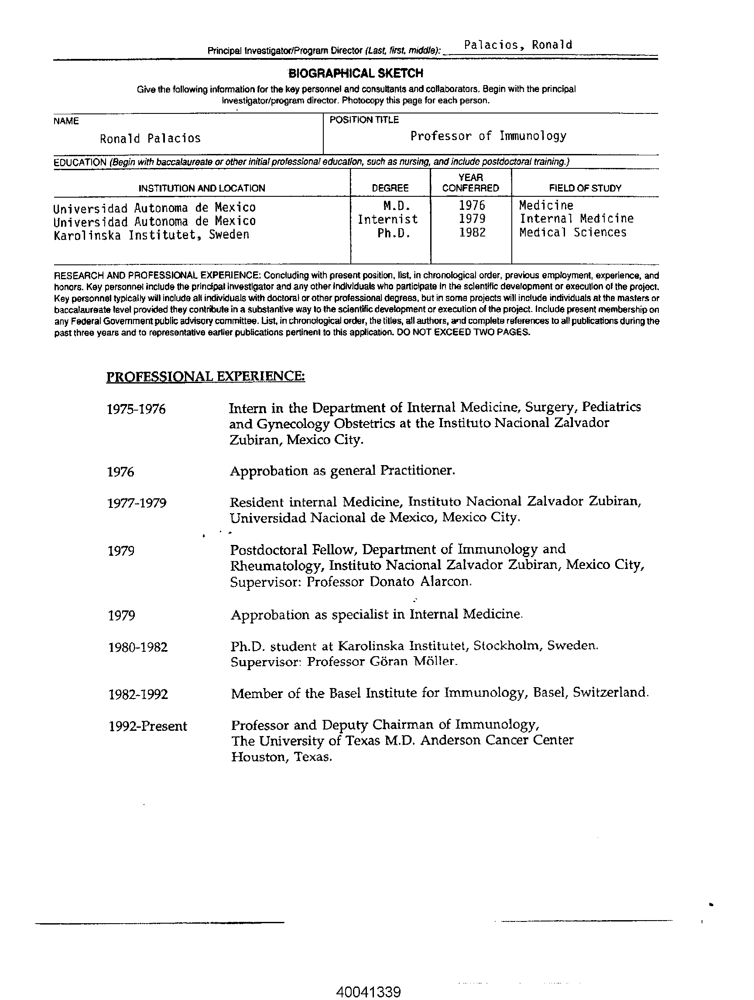 Principal Investigator/Program Director (Last, first, middle): Palacios, Ronald
BIOGRAPHICAL SKETCH
Give the following information for the key personnel and consultants and collaborators. Begin with the principal
investigator/program director. Photocopy this page for each person.
NAME
POSITION TITLE
Ronald Palacios
Professor of Immunology
EDUCATION (Begin with baccalaureate or other initial professional education, such as nursing, and include postdoctoral training.)
INSTITUTION AND LOCATION DEGREE YEAR CONFERRED FIELD OF STUDY
Universidad Autonoma de Mexico M.D. 1976 Medicine
Universidad Autonoma de Mexico Internist 1979 Internal Medicine
Karolinska Institutet, Sweden Ph.D. 1982 Medical Sciences
RESEARCH AND PROFESSIONAL EXPERIENCE: Concluding with present position, list, in chronological order, previous employment, experience, and
honors. Key personnel include the principal investigator and any other individuals who participate in the scientific development or execution of the project.
Key personnel typically will include all individuals with doctoral or other professional degrees, but in some projects will include individuals at the masters or
baccalaureate level provided they contribute in a substantive way to the scientific development or execution of the project. Include present membership on
any Federal Government public advisory committee. List, in chronological order, the titles, all authors, and complete references to all publications during the
past three years and to representative earlier publications pertinent to this application. DO NOT EXCEED TWO PAGES.
PROFESSIONAL EXPERIENCE:
1975-1976 Intern in the Department of Internal Medicine, Surgery, Pediatrics
and Gynecology Obstetrics at the Instituto Nacional Zalvador
Zubiran, Mexico City.
1976 Approbation as general Practitioner.
1977-1979 Resident internal Medicine, Instituto Nacional Zalvador Zubiran,
Universidad Nacional de Mexico, Mexico City.
1979 Postdoctoral Fellow, Department of Immunology and
Rheumatology, Instituto Nacional Zalvador Zubiran, Mexico City,
Supervisor: Professor Donato Alarcon.
1979 Approbation as specialist in Internal Medicine.
1980-1982 Ph.D. student at Karolinska Institutet, Stockholm, Sweden.
Supervisor: Professor Göran Möller.
1982-1992 Member of the Basel Institute for Immunology, Basel, Switzerland.
1992-Present Professor and Deputy Chairman of Immunology,
The University of Texas M.D. Anderson Cancer Center
Houston, Texas.
40041339